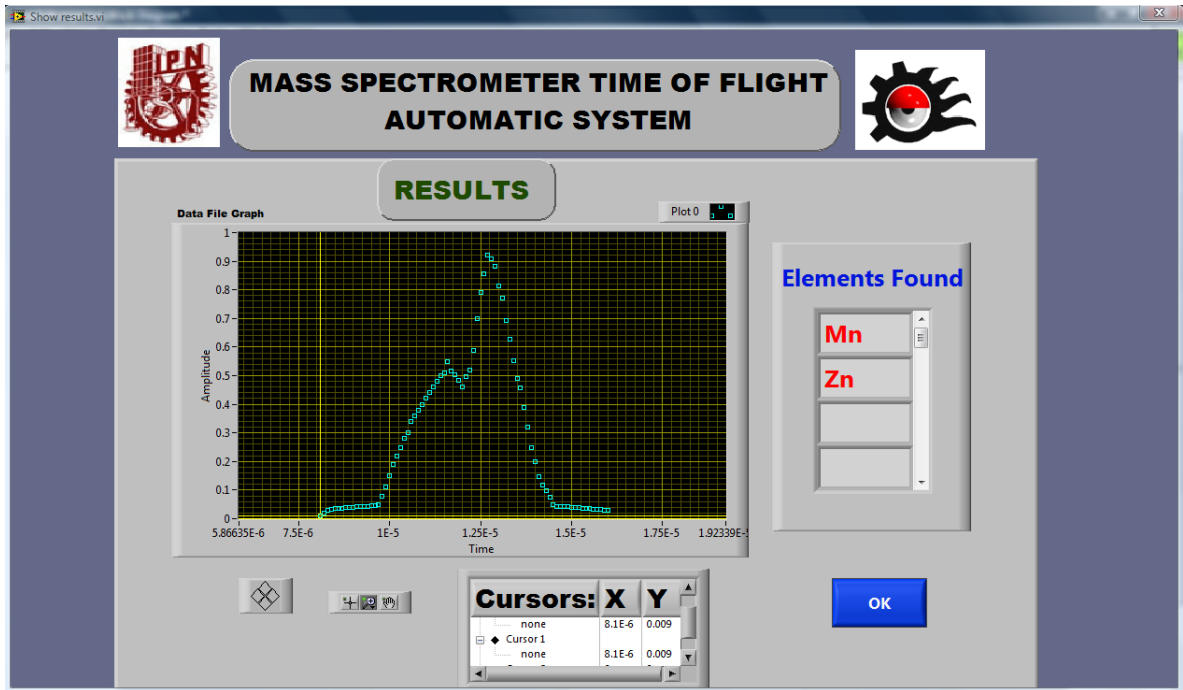 Show results.vi
IPN
MASS SPECTROMETER TIME OF FLIGHT
AUTOMATIC SYSTEM
RESULTS
Data File Graph
Plot 0
1
0.9
0.8
0.7
0.6
0.5
0.4
0.3
0.2
0.1
0
Amplitude
5.86635E-6 7.5E-6 1E-5 1.25E-5 1.5E-5 1.75E-5 1.92339E-
Time
Elements Found
Mn
Zn
Cursors: X Y
none 8.1E-6 0.009
Cursor 1
none 8.1E-6 0.009
OK